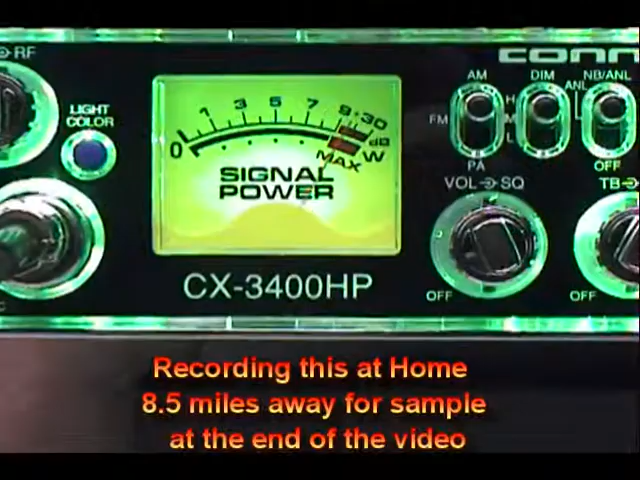 RF
CONN
AM
DIM
NB/ANL
LIGHT
COLOR
ANL
FM
H
M
L
1 3 5 7 9 +30
dB
0
MAX W
SIGNAL
POWER
PA
OFF
VOL SQ
TB
CX-3400HP
OFF
OFF
Recording this at Home
8.5 miles away for sample
at the end of the video